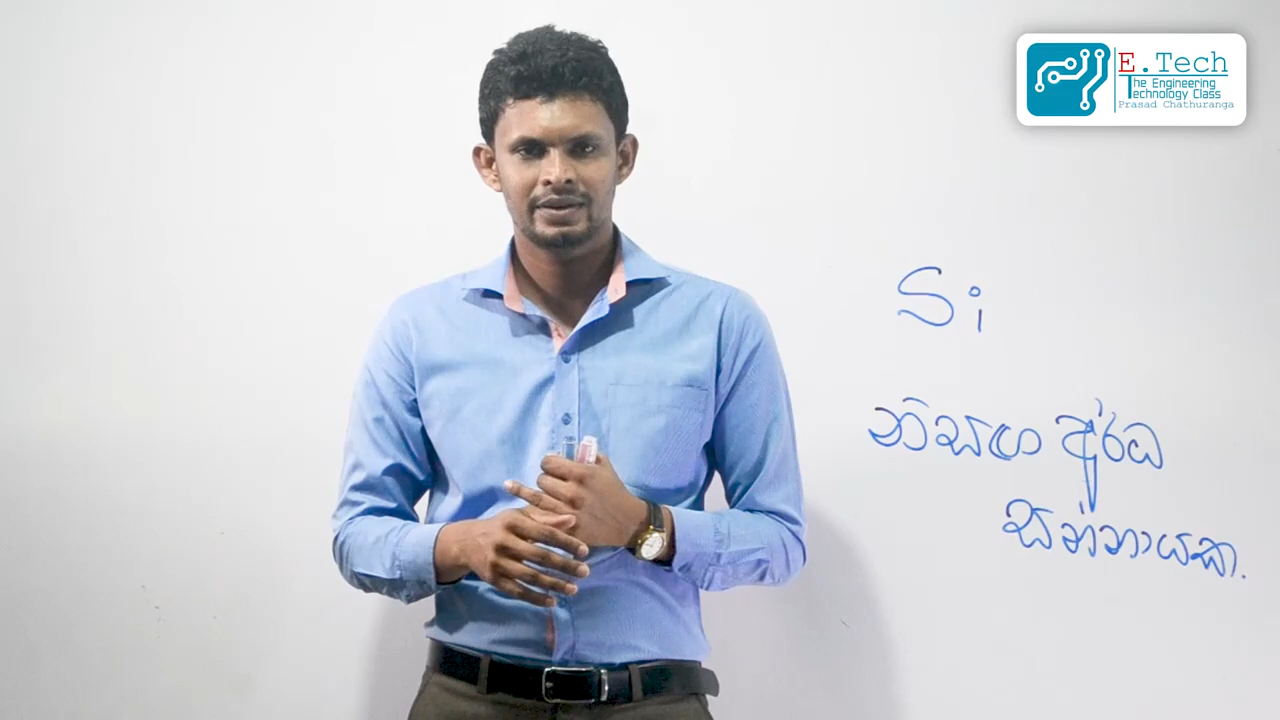 E.Tech
The Engineering
Technology Class
Prasad Chathuranga
Si
නිසග අර්ධ
සන්නායක.